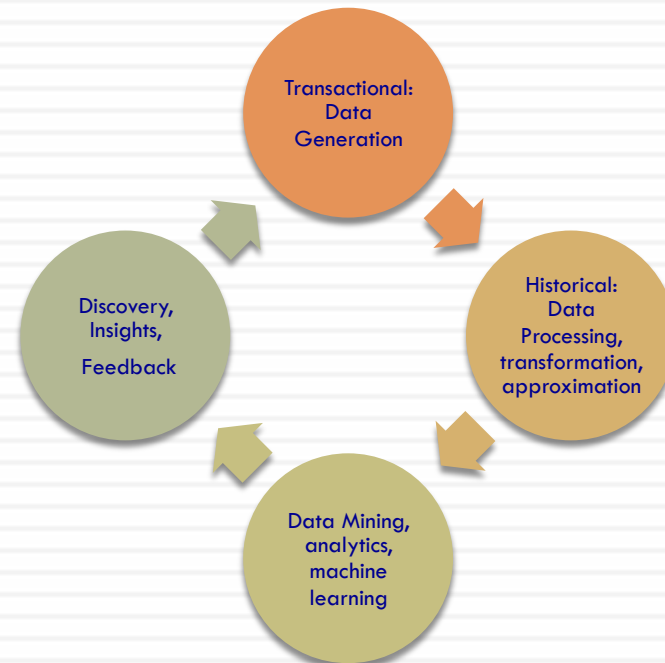 Transactional:
Data
Generation
Historical:
Data
Processing,
transformation,
approximation
Data Mining,
analytics,
machine
learning
Discovery,
Insights,
Feedback